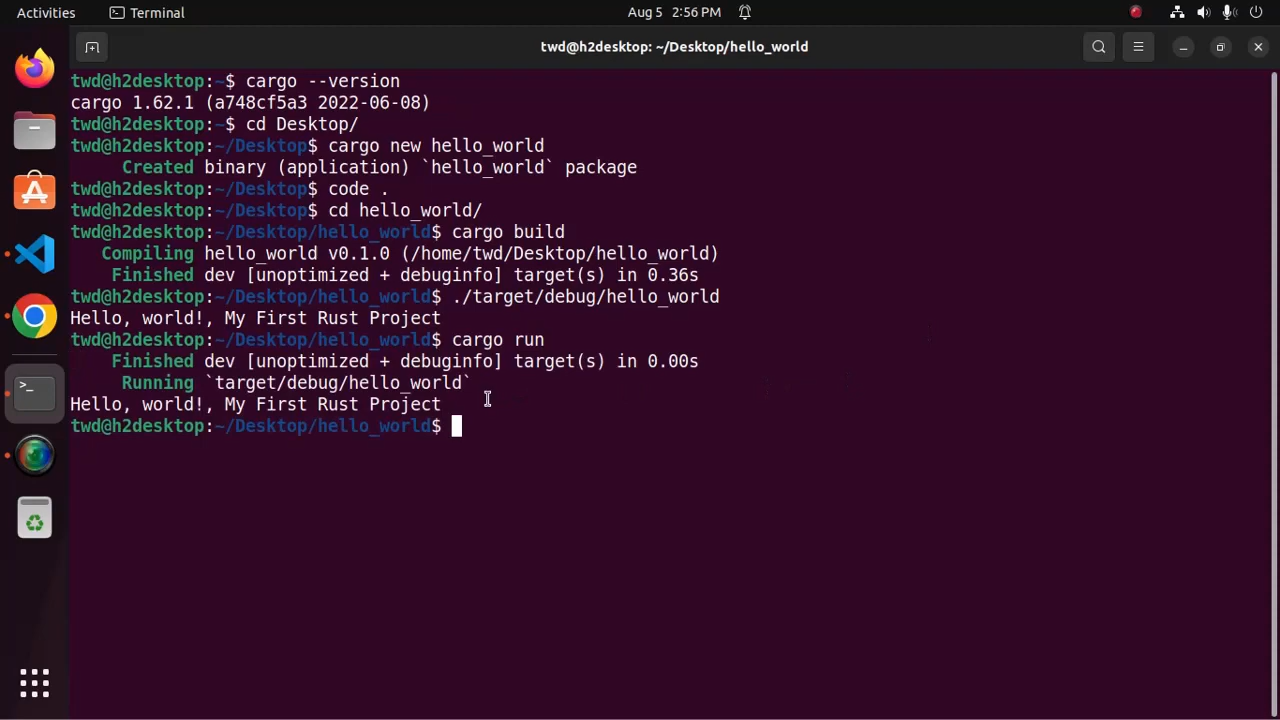 Activities Terminal Aug 5 2:56 PM
twd@h2desktop: ~/Desktop/hello_world
twd@h2desktop:~$ cargo --version
cargo 1.62.1 (a748cf5a3 2022-06-08)
twd@h2desktop:~$ cd Desktop/
twd@h2desktop:~/Desktop$ cargo new hello_world
     Created binary (application) `hello_world` package
twd@h2desktop:~/Desktop$ code .
twd@h2desktop:~/Desktop$ cd hello_world/
twd@h2desktop:~/Desktop/hello_world$ cargo build
   Compiling hello_world v0.1.0 (/home/twd/Desktop/hello_world)
    Finished dev [unoptimized + debuginfo] target(s) in 0.36s
twd@h2desktop:~/Desktop/hello_world$ ./target/debug/hello_world
Hello, world!, My First Rust Project
twd@h2desktop:~/Desktop/hello_world$ cargo run
    Finished dev [unoptimized + debuginfo] target(s) in 0.00s
     Running `target/debug/hello_world`
Hello, world!, My First Rust Project
twd@h2desktop:~/Desktop/hello_world$